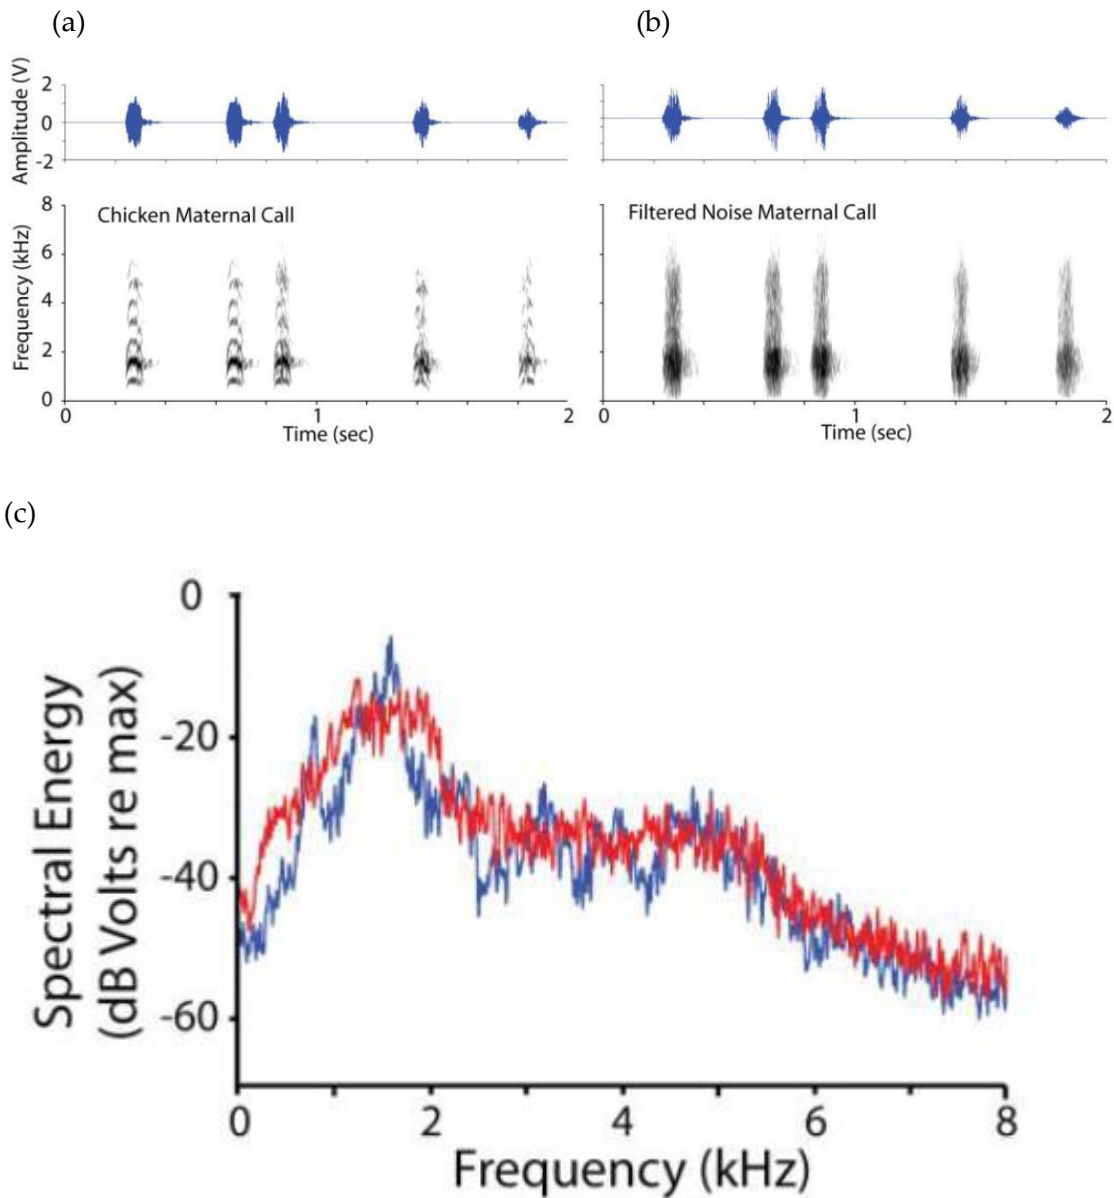 (a)
Amplitude (V)
2
0
-2
Chicken Maternal Call
Frequency (kHz)
8
6
4
2
0
0 1 2
Time (sec)
(b)
Filtered Noise Maternal Call
0 1 2
Time (sec)
(c)
Spectral Energy
(dB Volts re max)
0
-20
-40
-60
0 2 4 6 8
Frequency (kHz)